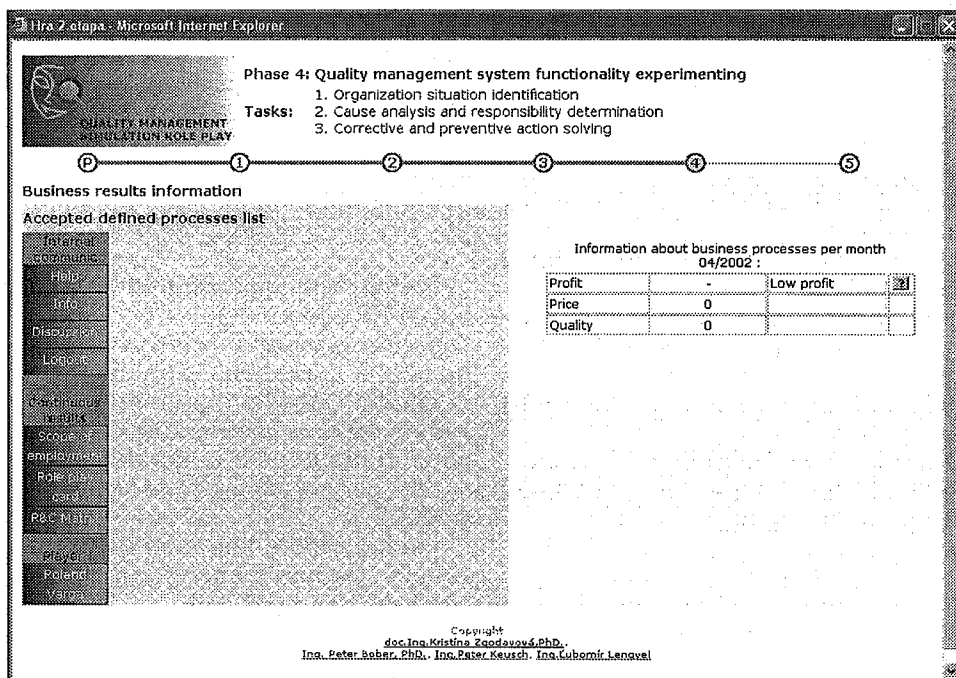 Hra 2.etapa - Microsoft Internet Explorer
QUALITY MANAGEMENT
SIMULATION ROLE PLAY
Phase 4: Quality management system functionality experimenting
Tasks:
1. Organization situation identification
2. Cause analysis and responsibility determination
3. Corrective and preventive action solving
P 1 2 3 4 5
Business results information
Accepted defined processes list
Internal
communic.
Help
Info
Discussion
Logout
Continuous
results
Scope of
employment
Role play
card
R&C Matrix
Player
Roland
Information about business processes per month
04/2002 :
Profit - Low profit ?
Price 0
Quality 0
Copyright
doc.Ing.Kristína Zgodavová,PhD.,
Ing. Peter Bober, PhD., Ing.Peter Keusch, Ing.Ľubomír Lengyel